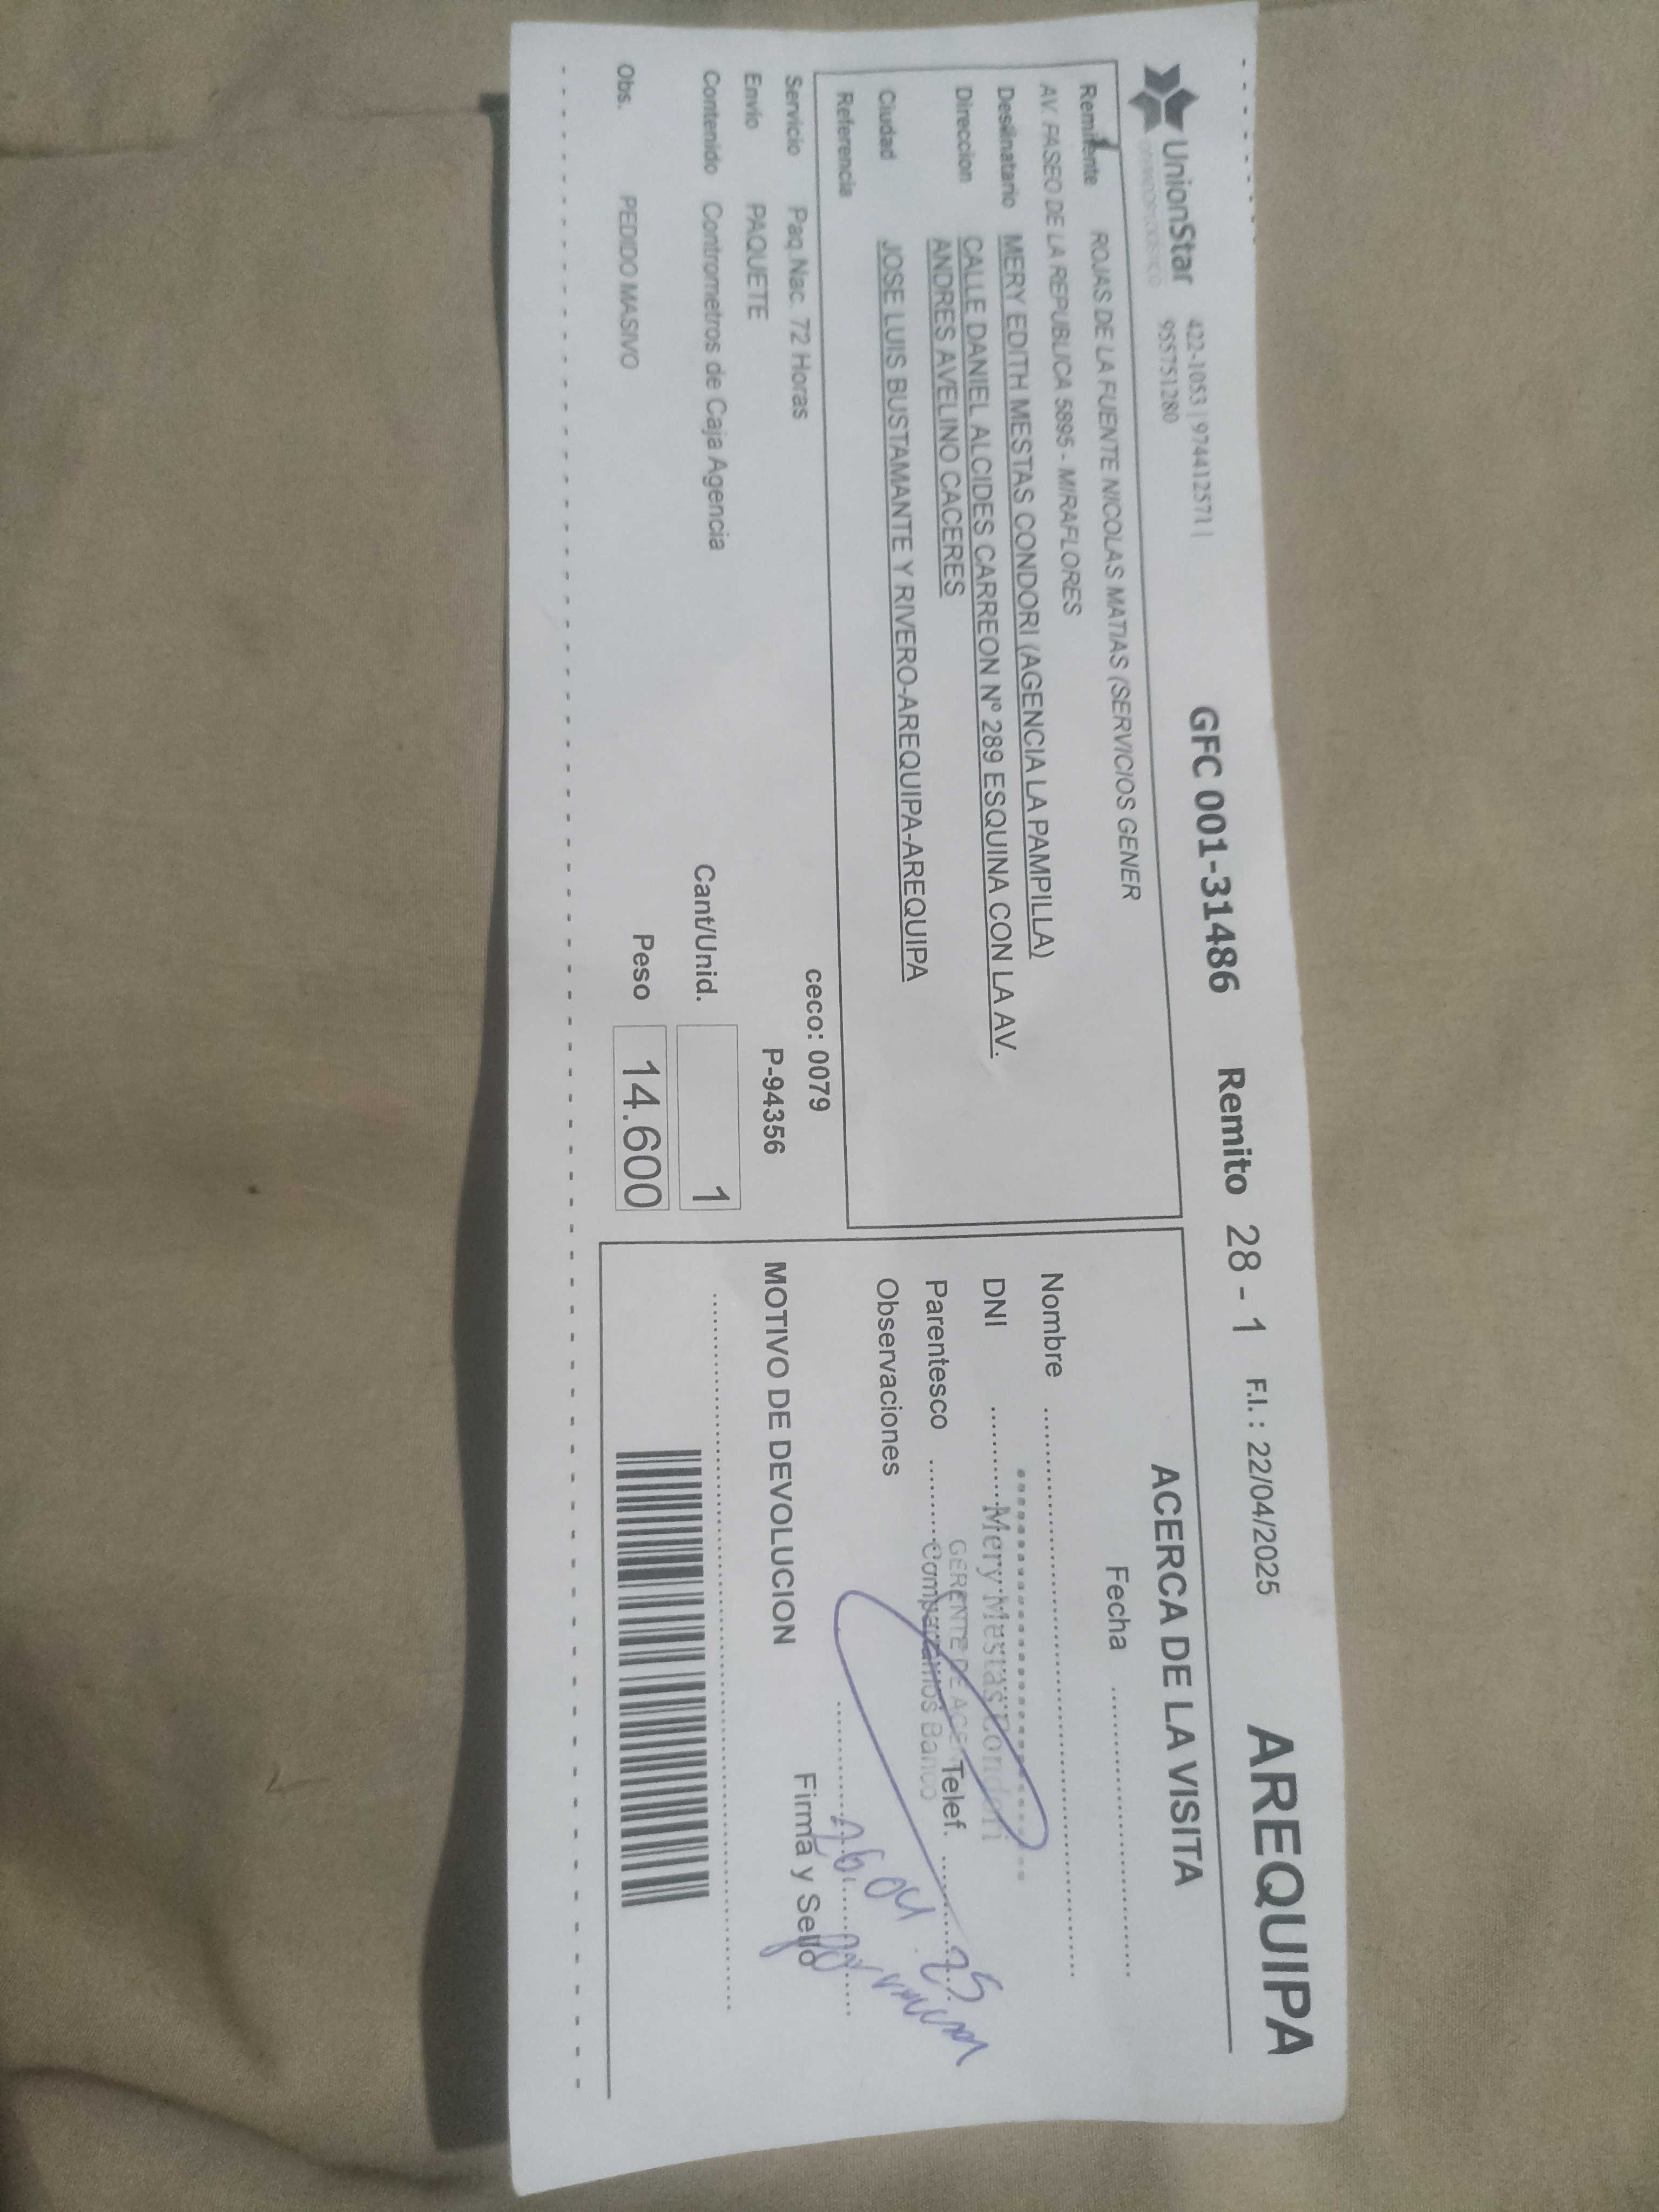 UnionStar
422-1053 | 974412571 |
955751280
GFC 001-31486
Remito 28 - 1
F.I. : 22/04/2025
AREQUIPA
Remitente ROJAS DE LA FUENTE NICOLAS MATIAS (SERVICIOS GENER
AV. PASEO DE LA REPUBLICA 5895 - MIRAFLORES
Destinatario MERY EDITH MESTAS CONDORI (AGENCIA LA PAMPILLA)
Direccion CALLE DANIEL ALCIDES CARREON Nº 289 ESQUINA CON LA AV.
ANDRES AVELINO CACERES
Ciudad JOSE LUIS BUSTAMANTE Y RIVERO-AREQUIPA-AREQUIPA
Referencia
Servicio Paq.Nac. 72 Horas
ceco: 0079
Envio PAQUETE
P-94356
Contenido Contrometros de Caja Agencia
Cant/Unid. 1
Obs. PEDIDO MASIVO
Peso 14.600
ACERCA DE LA VISITA
Fecha
Nombre
DNI
Mery Mestas Condori
GERENTE DE AGEN
Parentesco
Compartamos Banco
Telef.
Observaciones
25
Firma y Sello
MOTIVO DE DEVOLUCION